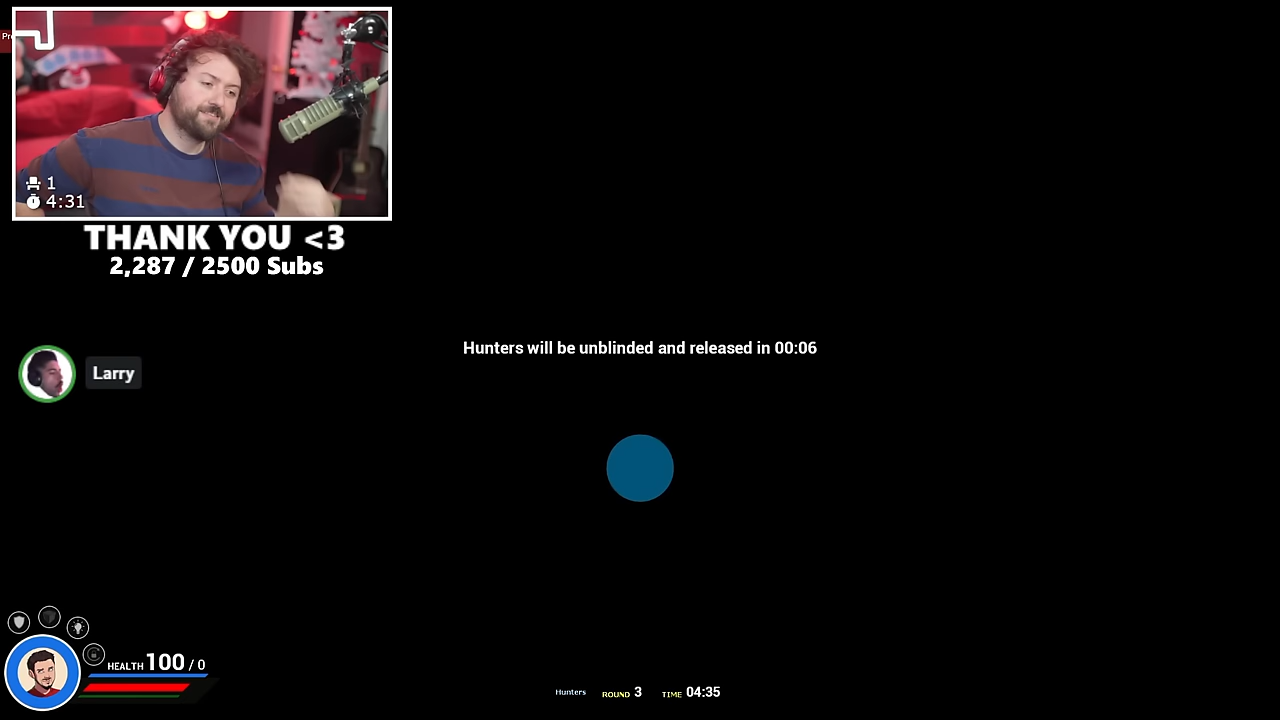 Pr
1
4:31
THANK YOU <3
2,287 / 2500 Subs
Hunters will be unblinded and released in 00:06
Larry
HEALTH 100 / 0
Hunters ROUND 3 TIME 04:35